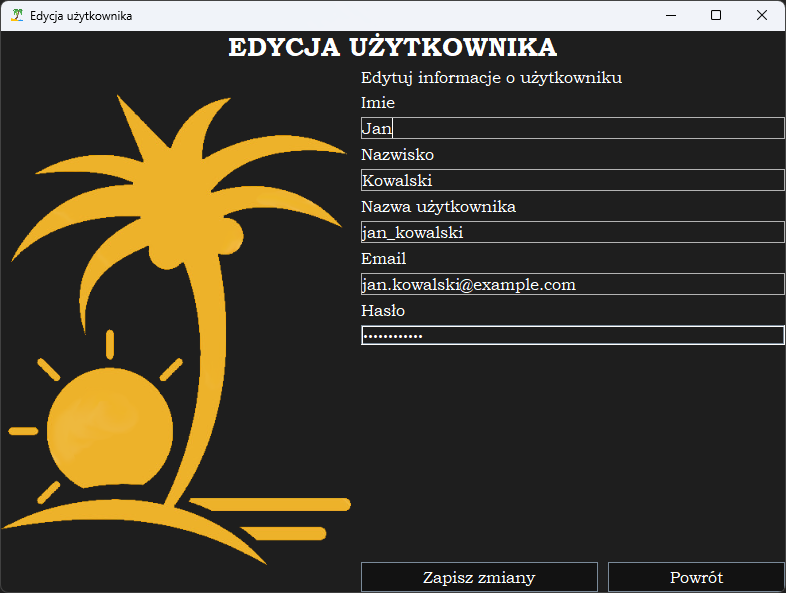 Edycja użytkownika
EDYCJA UŻYTKOWNIKA
Edytuj informacje o użytkowniku
Imie
Jan
Nazwisko
Kowalski
Nazwa użytkownika
jan_kowalski
Email
jan.kowalski@example.com
Hasło
••••••••••••
Zapisz zmiany Powrót